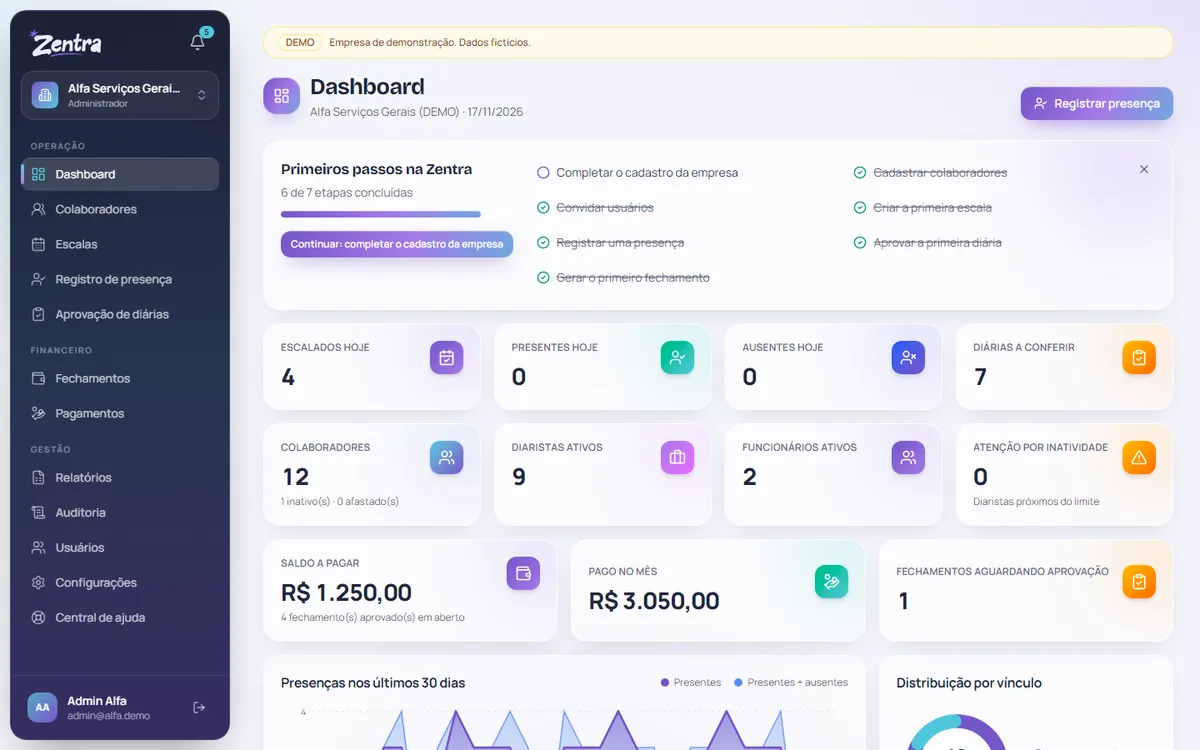 Zentra
5
Alfa Serviços Gerai...
Administrador
OPERAÇÃO
Dashboard
Colaboradores
Escalas
Registro de presença
Aprovação de diárias
FINANCEIRO
Fechamentos
Pagamentos
GESTÃO
Relatórios
Auditoria
Usuários
Configurações
Central de ajuda
AA
Admin Alfa
admin@alfa.demo
DEMO Empresa de demonstração. Dados fictícios.
Dashboard
Alfa Serviços Gerais (DEMO) · 17/11/2026
Registrar presença
Primeiros passos na Zentra
6 de 7 etapas concluídas
Continuar: completar o cadastro da empresa
Completar o cadastro da empresa
Cadastrar colaboradores
Convidar usuários
Criar a primeira escala
Registrar uma presença
Aprovar a primeira diária
Gerar o primeiro fechamento
ESCALADOS HOJE
4
PRESENTES HOJE
0
AUSENTES HOJE
0
DIÁRIAS A CONFERIR
7
COLABORADORES
12
1 inativo(s) · 0 afastado(s)
DIARISTAS ATIVOS
9
FUNCIONÁRIOS ATIVOS
2
ATENÇÃO POR INATIVIDADE
0
Diaristas próximos do limite
SALDO A PAGAR
R$ 1.250,00
4 fechamento(s) aprovado(s) em aberto
PAGO NO MÊS
R$ 3.050,00
FECHAMENTOS AGUARDANDO APROVAÇÃO
1
Presenças nos últimos 30 dias
Presentes
Presentes + ausentes
4
Distribuição por vínculo